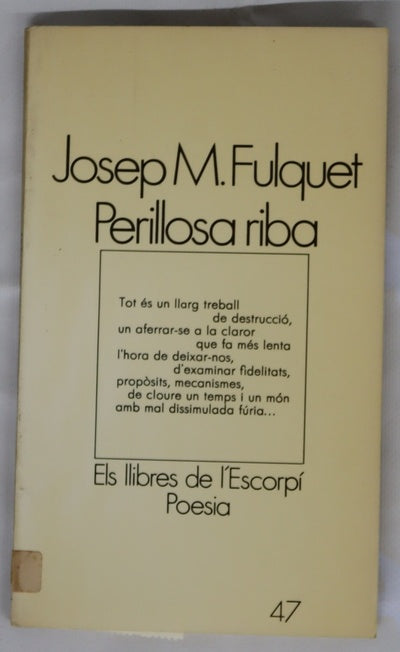 Josep M. Fulquet
Perillosa riba
Tot és un llarg treball
de destrucció,
un aferrar-se a la claror
que fa més lenta
l'hora de deixar-nos,
d'examinar fidelitats,
propòsits, mecanismes,
de cloure un temps i un món
amb mal dissimulada fúria...
Els llibres de l'Escorpí
Poesia
47